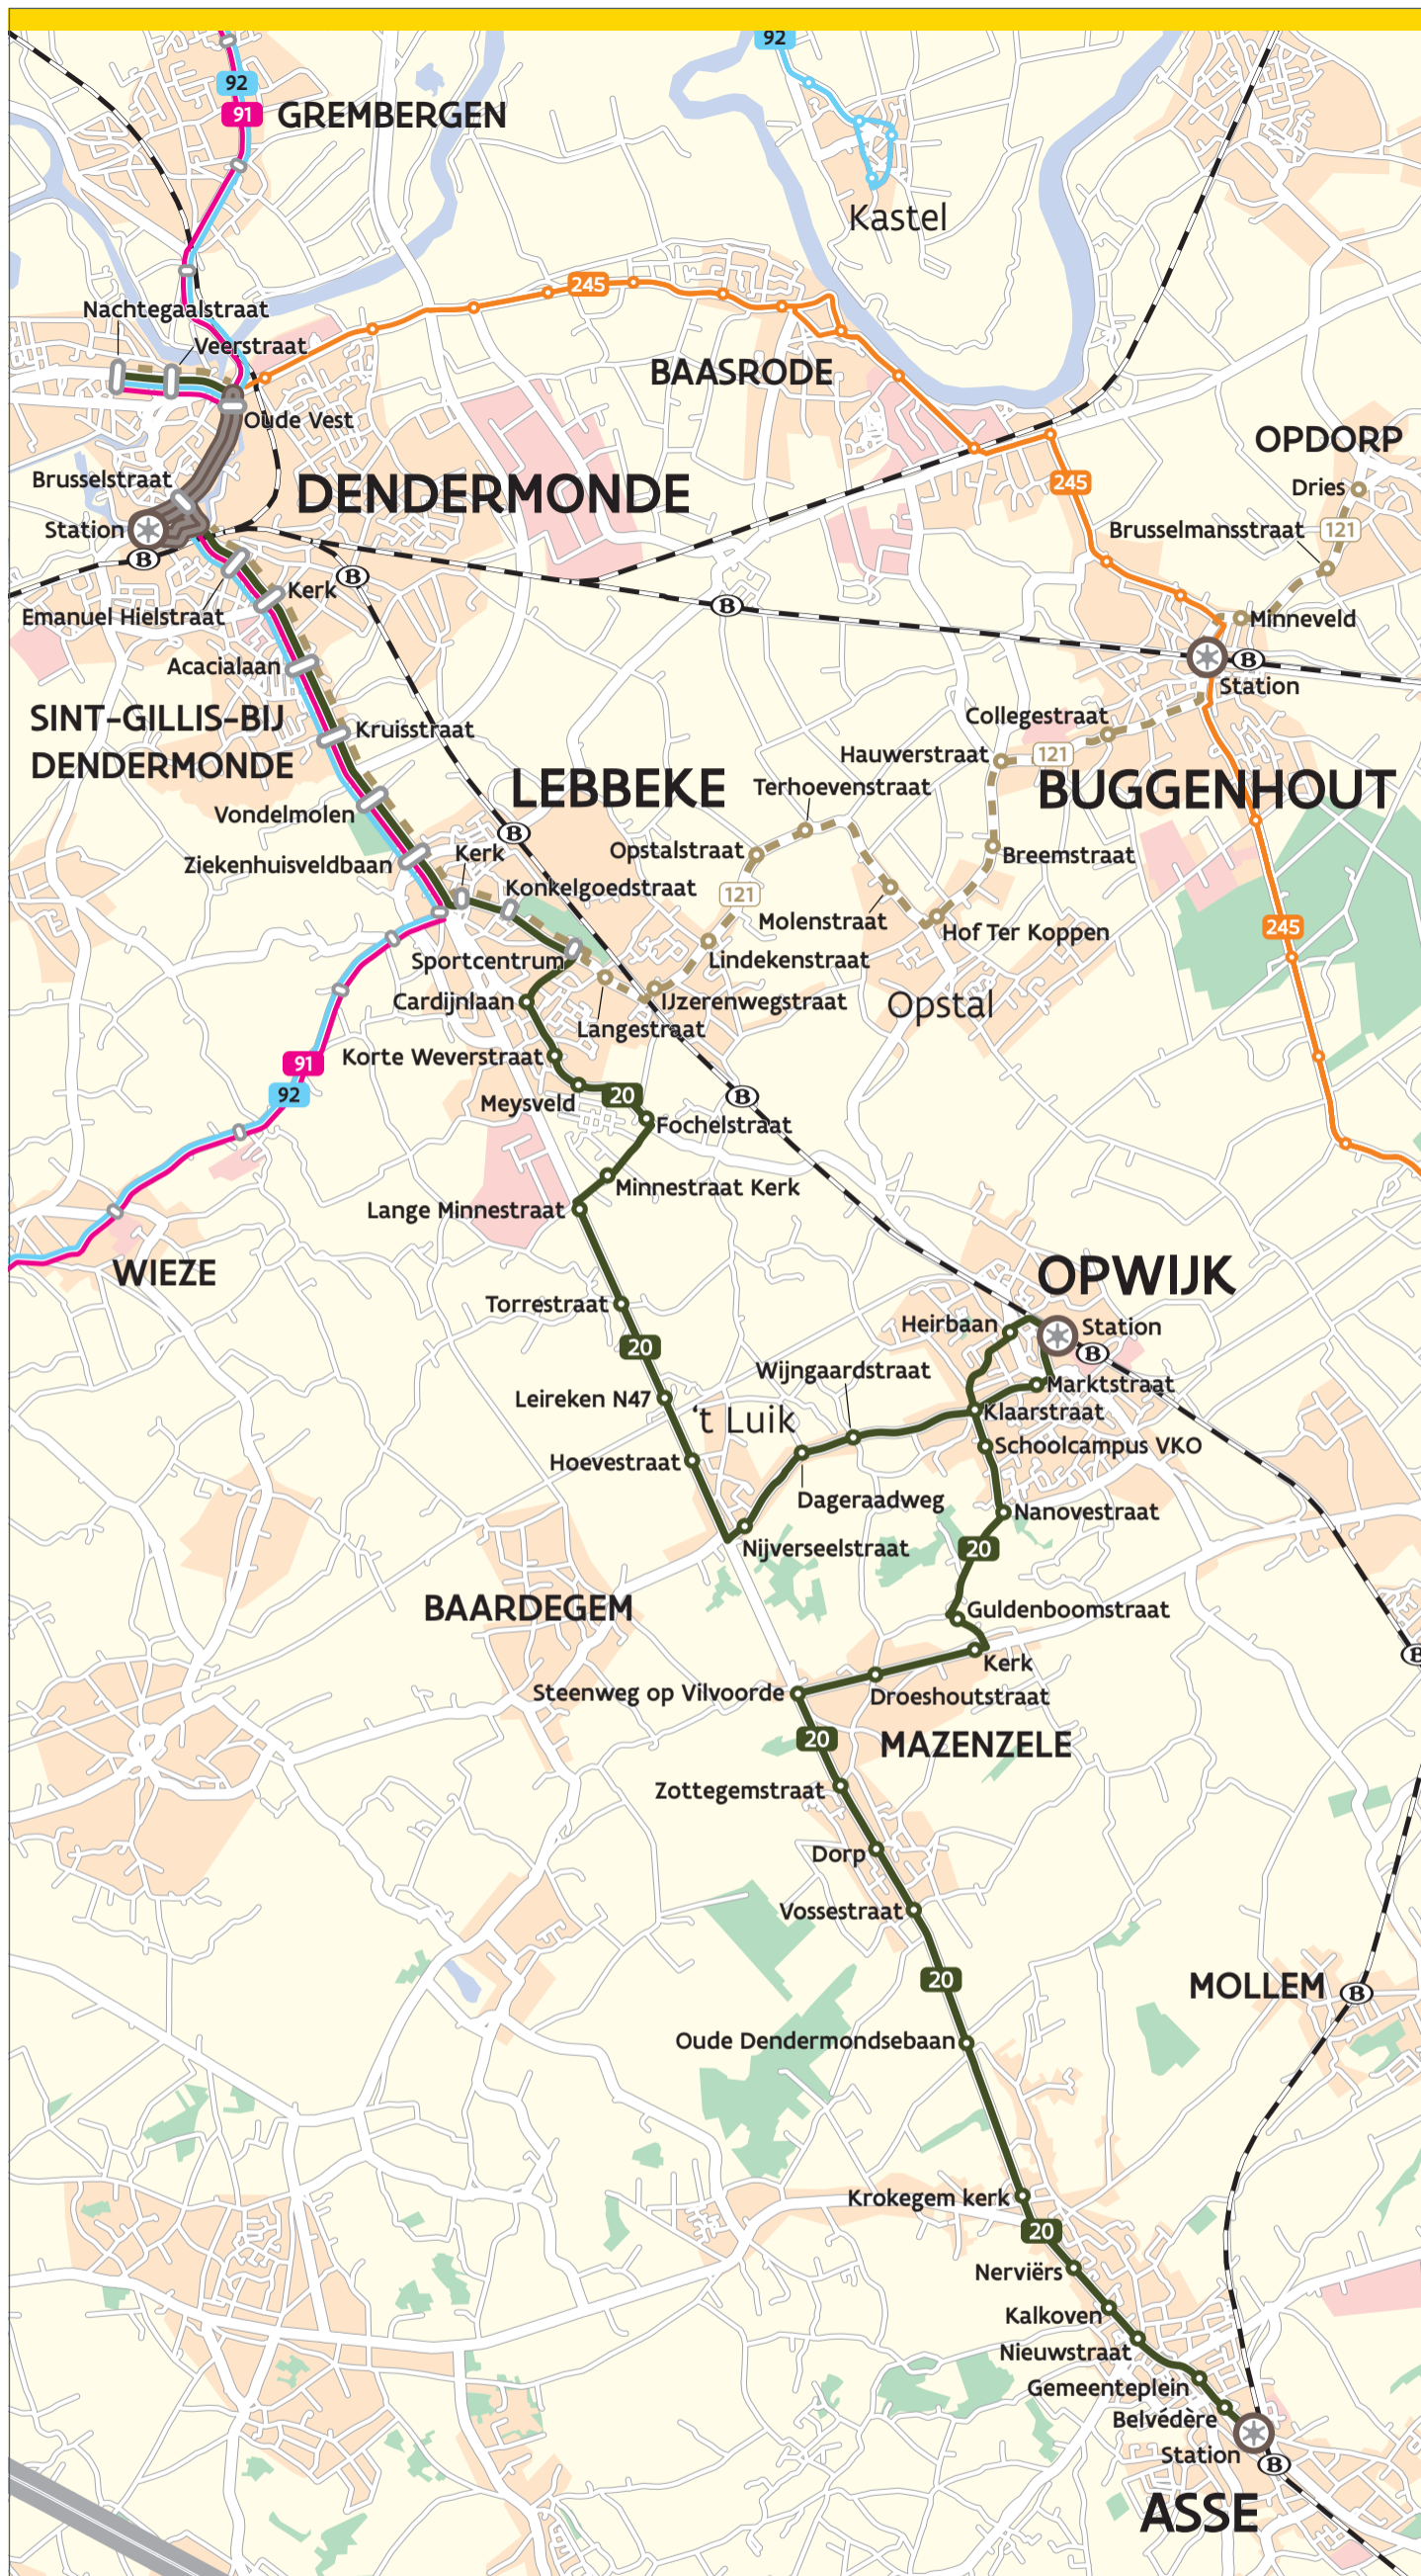 92
92
91
GREMBERGEN
Kastel
245
Nachtegaalstraat
Veerstraat
BAASRODE
Oude Vest
OPDORP
Brusselstraat
DENDERMONDE
245
Dries
Station
Brusselmansstraat
121
B
B
Kerk
B
Emanuel Hielstraat
Minneveld
Acacialaan
B
Station
SINT-GILLIS-BIJ
DENDERMONDE
Collegestraat
Kruisstraat
Hauwerstraat
121
LEBBEKE
Terhoevenstraat
BUGGENHOUT
Vondelmolen
B
Opstalstraat
Breemstraat
Ziekenhuisveldbaan
Kerk
Konkelgoedstraat
121
Molenstraat
Hof Ter Koppen
245
Sportcentrum
Lindekenstraat
Cardijnlaan
IJzerenwegstraat
Opstal
Langestraat
91
Korte Weverstraat
92
Meysveld
20
B
Fochelstraat
Minnestraat Kerk
Lange Minnestraat
WIEZE
OPWIJK
Torrestraat
Heirbaan
Station
20
B
Wijngaardstraat
Marktstraat
Leireken N47
't Luik
Klaarstraat
Schoolcampus VKO
Hoevestraat
Dageraadweg
Nanovestraat
Nijverseelstraat
20
BAARDEGEM
Guldenboomstraat
B
Kerk
Steenweg op Vilvoorde
Droeshoutstraat
20
MAZENZELE
Zottegemstraat
Dorp
Vossestraat
20
MOLLEM
B
Oude Dendermondsebaan
Krokegem kerk
20
Nerviërs
Kalkoven
Nieuwstraat
Gemeenteplein
Belvédère
Station
B
ASSE